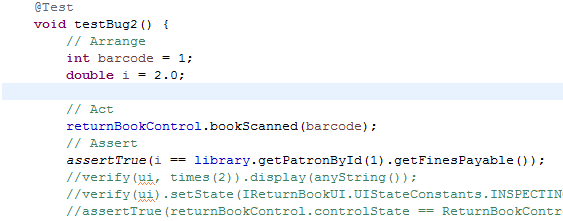 @Test
void testBug2() {
// Arrange
int barcode = 1;
double i = 2.0;
// Act
returnBookControl.bookScanned(barcode);
// Assert
assertTrue(i == library.getPatronById(1).getFinesPayable());
//verify(ui, times(2)).display(anyString());
//verify(ui).setState(IReturnBookUI.UIStateConstants.INSPECTIN
//assertTrue(returnBookControl.controlState == ReturnBookContr